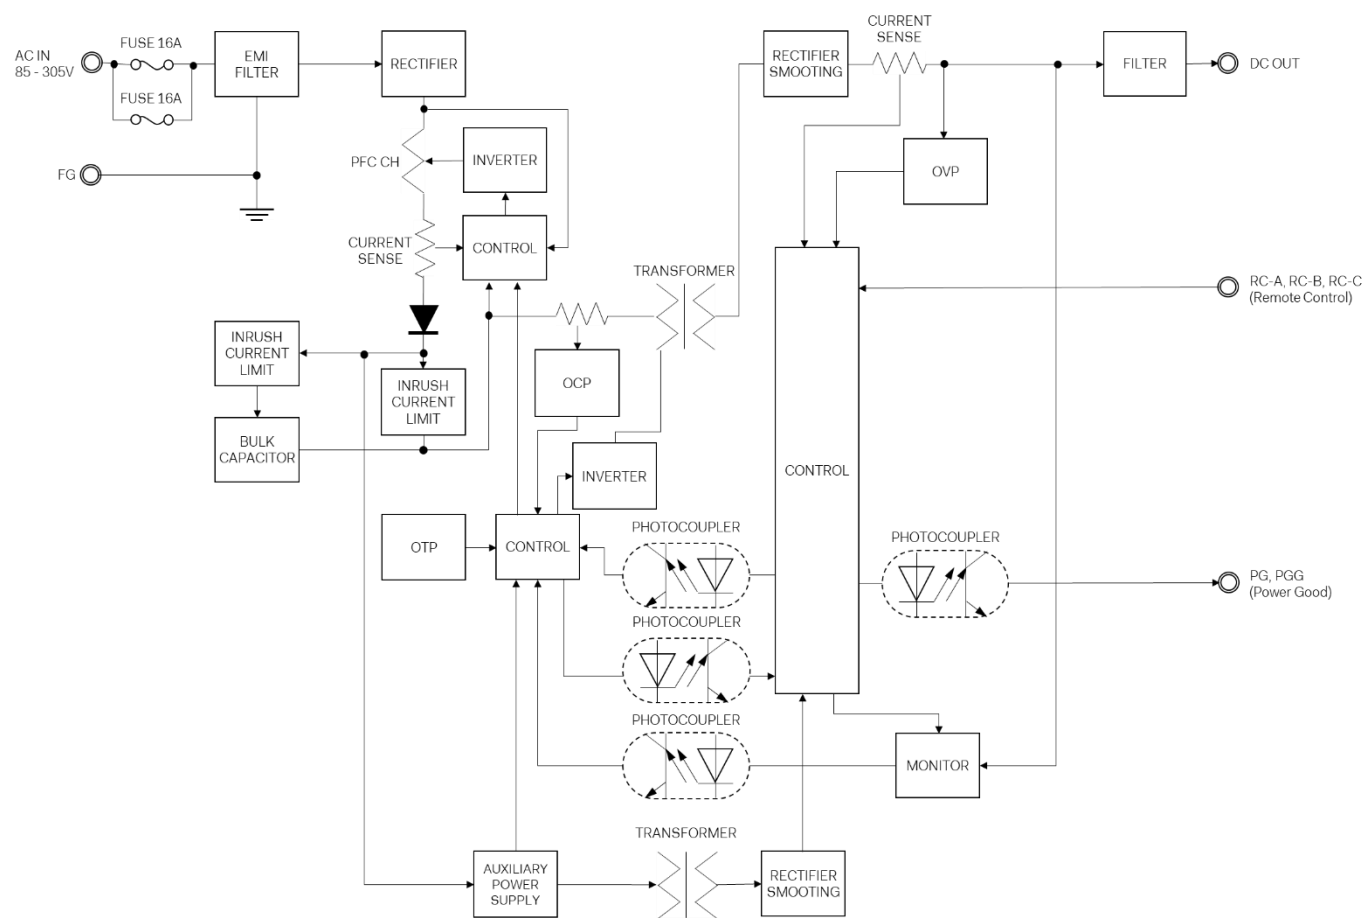 AC IN
85 - 305V
FUSE 16A
FUSE 16A
EMI
FILTER
RECTIFIER
RECTIFIER
SMOOTING
CURRENT
SENSE
FILTER
DC OUT
FG
PFC CH
INVERTER
OVP
CURRENT
SENSE
CONTROL
TRANSFORMER
RC-A, RC-B, RC-C
(Remote Control)
INRUSH
CURRENT
LIMIT
INRUSH
CURRENT
LIMIT
OCP
BULK
CAPACITOR
INVERTER
CONTROL
OTP
CONTROL
PHOTOCOUPLER
PHOTOCOUPLER
PG, PGG
(Power Good)
PHOTOCOUPLER
PHOTOCOUPLER
MONITOR
TRANSFORMER
AUXILIARY
POWER
SUPPLY
RECTIFIER
SMOOTING